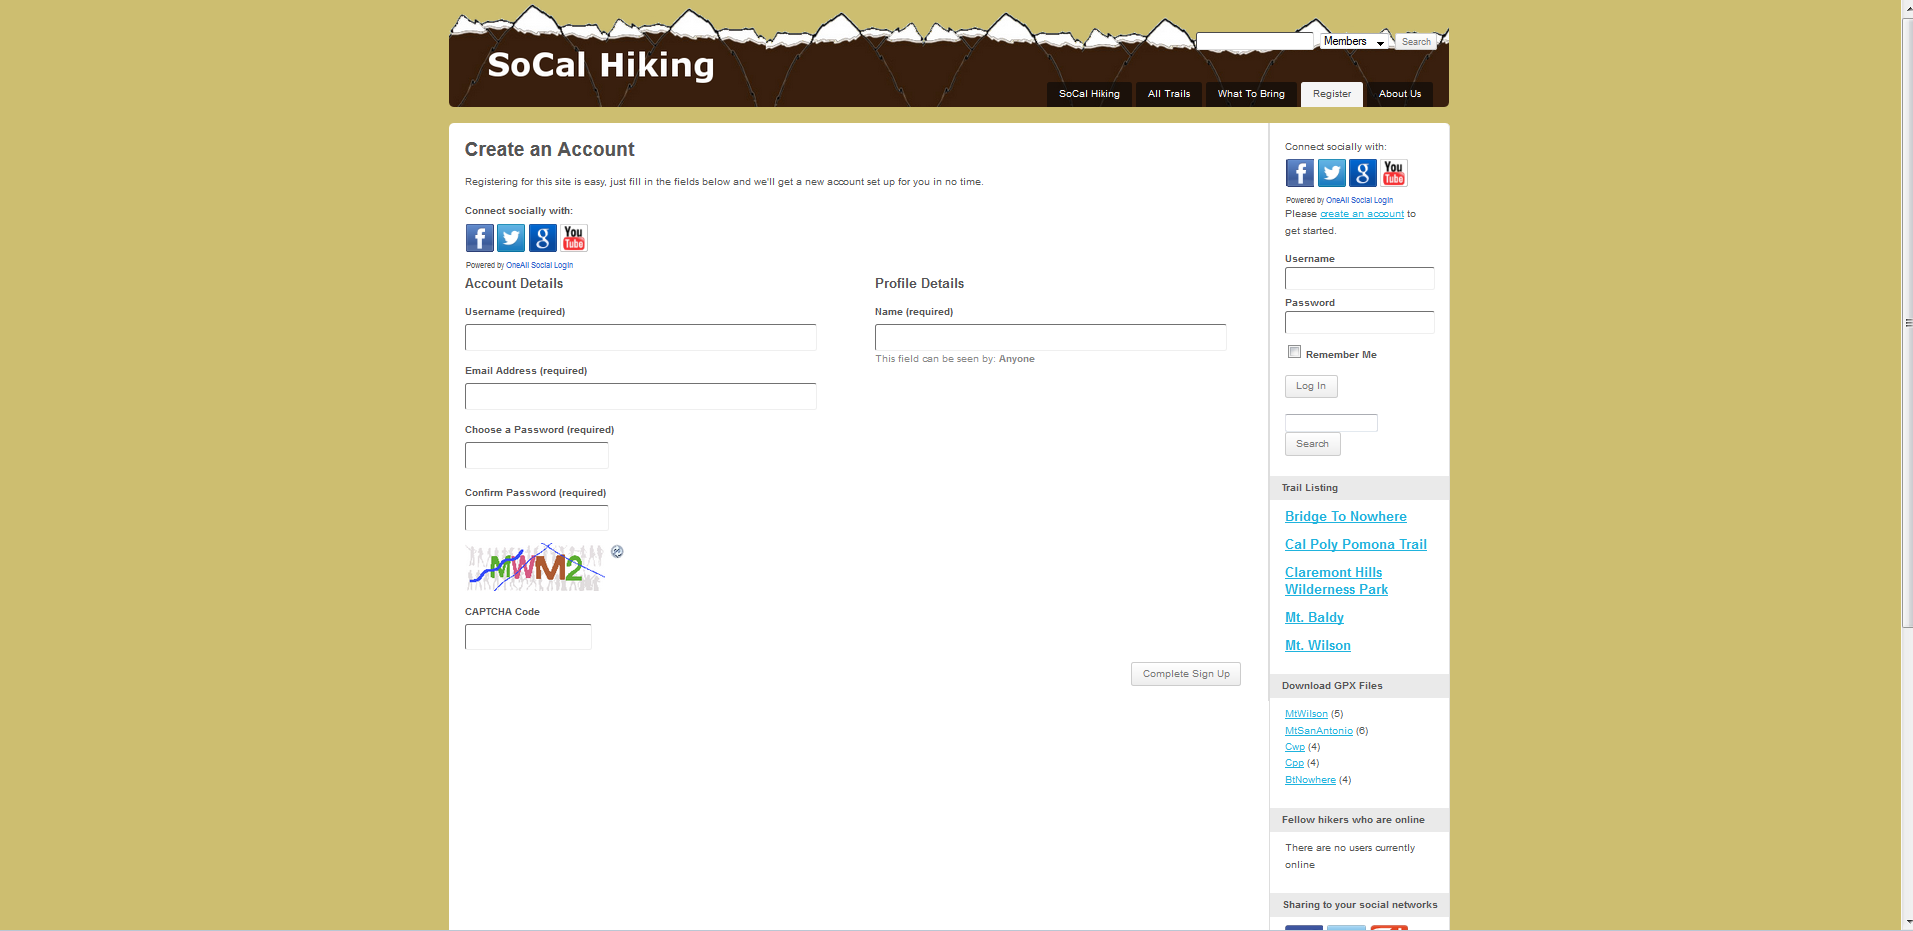 SoCal Hiking
Members
Search
SoCal Hiking
All Trails
What To Bring
Register
About Us
Create an Account
Registering for this site is easy, just fill in the fields below and we'll get a new account set up for you in no time.
Connect socially with:
f
g
You
Tube
Powered by OneAll Social Login
Account Details
Username (required)
Email Address (required)
Choose a Password (required)
Confirm Password (required)
MWM2
CAPTCHA Code
Profile Details
Name (required)
This field can be seen by: Anyone
Complete Sign Up
Connect socially with:
f
g
You
Tube
Powered by OneAll Social Login
Please create an account to
get started.
Username
Password
Remember Me
Log In
Search
Trail Listing
Bridge To Nowhere
Cal Poly Pomona Trail
Claremont Hills
Wilderness Park
Mt. Baldy
Mt. Wilson
Download GPX Files
MtWilson (5)
MtSanAntonio (6)
Cwp (4)
Cpp (4)
BtNowhere (4)
Fellow hikers who are online
There are no users currently
online
Sharing to your social networks